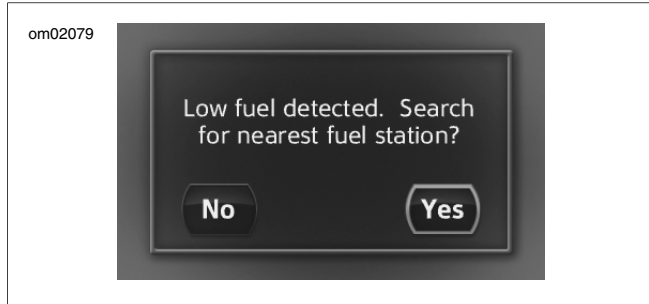 om02079
Low fuel detected. Search
for nearest fuel station?
No
Yes